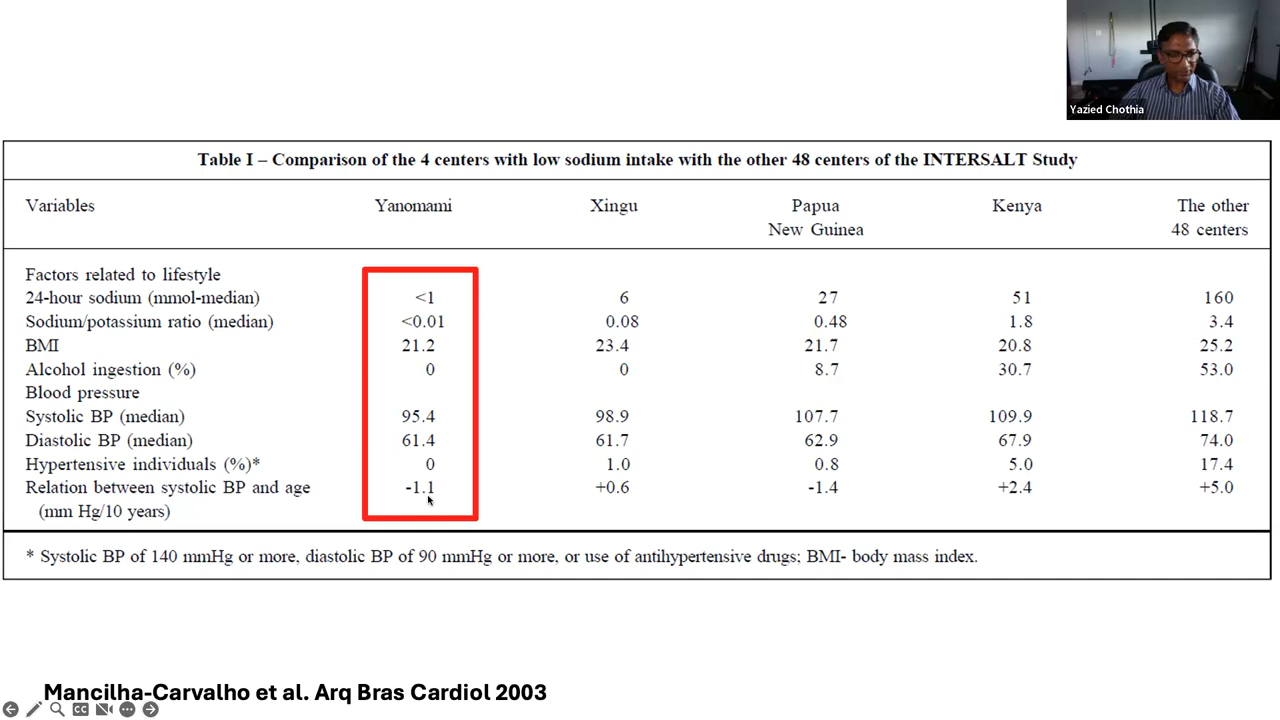 Yazied Chothia
Table I – Comparison of the 4 centers with low sodium intake with the other 48 centers of the INTERSALT Study
Variables Yanomami Xingu Papua New Guinea Kenya The other 48 centers
Factors related to lifestyle
24-hour sodium (mmol-median) <1 6 27 51 160
Sodium/potassium ratio (median) <0.01 0.08 0.48 1.8 3.4
BMI 21.2 23.4 21.7 20.8 25.2
Alcohol ingestion (%) 0 0 8.7 30.7 53.0
Blood pressure
Systolic BP (median) 95.4 98.9 107.7 109.9 118.7
Diastolic BP (median) 61.4 61.7 62.9 67.9 74.0
Hypertensive individuals (%)* 0 1.0 0.8 5.0 17.4
Relation between systolic BP and age -1.1 +0.6 -1.4 +2.4 +5.0
(mm Hg/10 years)
* Systolic BP of 140 mmHg or more, diastolic BP of 90 mmHg or more, or use of antihypertensive drugs; BMI- body mass index.
Mancilha-Carvalho et al. Arq Bras Cardiol 2003
CC